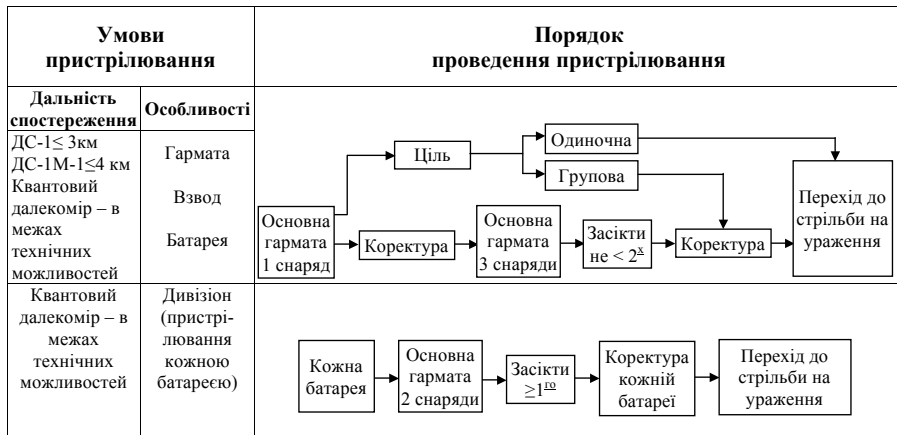 Умови
пристрілювання
Порядок
проведення пристрілювання
Дальність
спостереження
Особливості
ДС-1≤ 3км
ДС-1М-1≤4 км
Квантовий
далекомір – в
межах
технічних
можливостей
Гармата
Взвод
Батарея
Основна
гармата
1 снаряд
Ціль
Одиночна
Групова
Коректура
Основна
гармата
3 снаряди
Засікти
не < 2х
Коректура
Перехід до
стрільби на
ураження
Квантовий
далекомір – в
межах
технічних
можливостей
Дивізіон
(пристрі-
лювання
кожною
батареєю)
Кожна
батарея
Основна
гармата
2 снаряди
Засікти
≥1го
Коректура
кожній
батареї
Перехід до
стрільби на
ураження